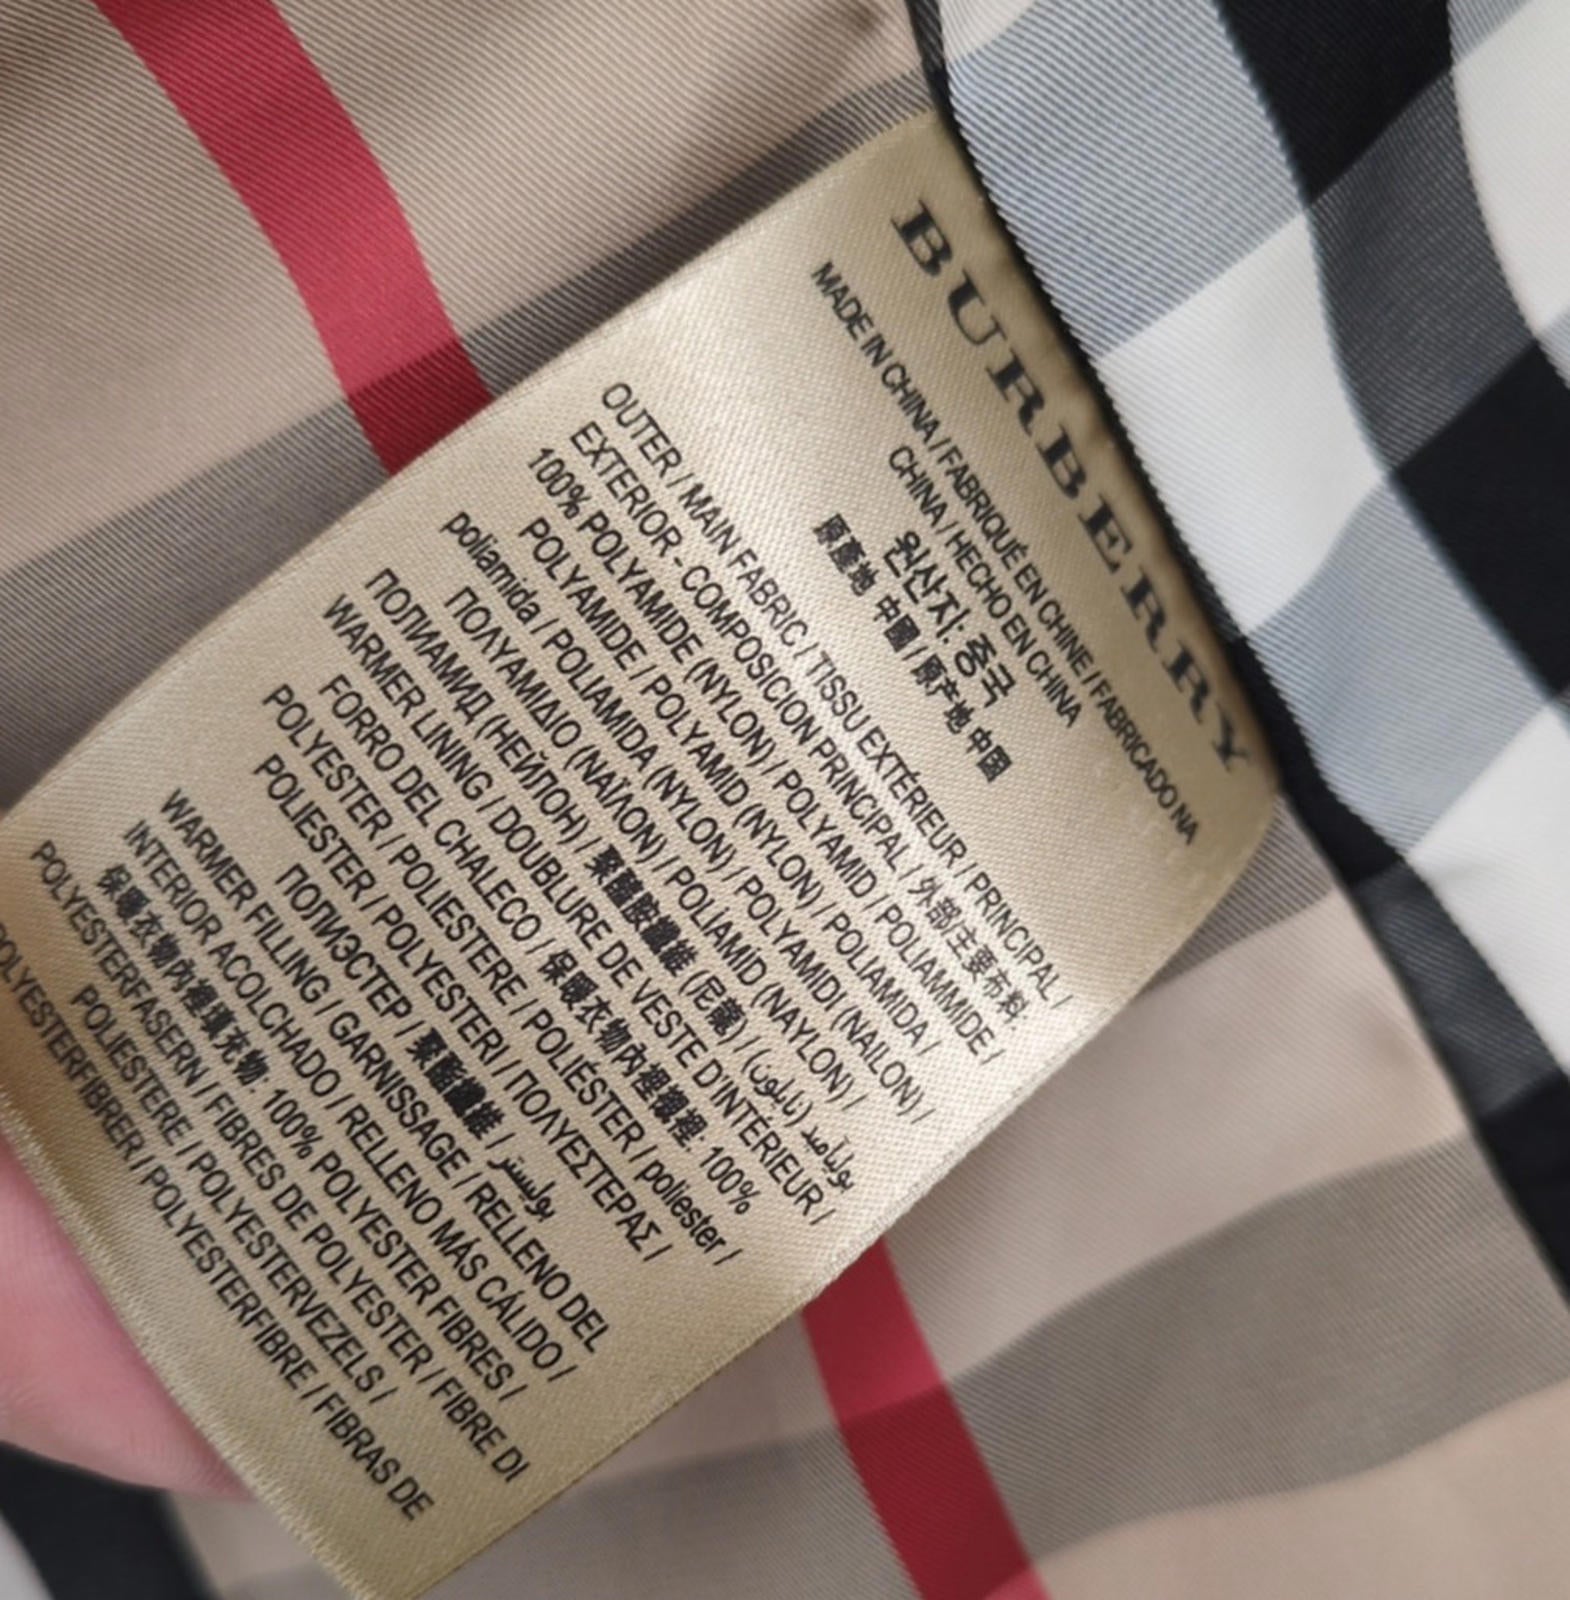 BURBERRY
MADE IN CHINA / FABRIQUÉ EN CHINE / FABRICADO NA
CHINA / HECHO EN CHINA
원산지: 중국
原產地 中國 / 原产地 中国
OUTER / MAIN FABRIC / TISSU EXTÉRIEUR / PRINCIPAL /
EXTERIOR - COMPOSICION PRINCIPAL / 外部主要布料:
100% POLYAMIDE (NYLON) / POLYAMID / POLIAMMIDE /
POLYAMIDE / POLYAMID (NYLON) / POLIAMIDA /
poliamida / POLIAMIDA (NYLON) / POLYAMIDI (NAILON) /
ΠΟΛΥΑΜΙΔΙΟ (ΝΑΪΛΟΝ) / POLÍAMÍD (NAYLON) /
ПОЛИАМИД (НЕЙЛОН) / 聚醯胺纖維 (尼龍) / بوليآميد (نايلون)
WARMER LINING / DOUBLURE DE VESTE D'INTÉRIEUR /
FORRO DEL CHALECO / 保暖衣物內裡襯裡: 100%
POLYESTER / POLIESTERE / POLIÉSTER / poliester /
POLIESTER / POLYESTERI / ΠΟΛΥΕΣΤΕΡΑΣ /
ПОЛИЭСТЕР / 聚酯纖維 / بوليستر
WARMER FILLING / GARNISSAGE / RELLENO DEL
INTERIOR ACOLCHADO / RELLENO MÁS CÁLIDO /
保暖衣物內裡填充物: 100% POLYESTER FIBRES /
POLYESTERFASERN / FIBRES DE POLYESTER / FIBRE DI
POLIESTERE / POLYESTERVEZELS /
POLYESTERFIBRER / POLYESTERFIBRE / FIBRAS DE